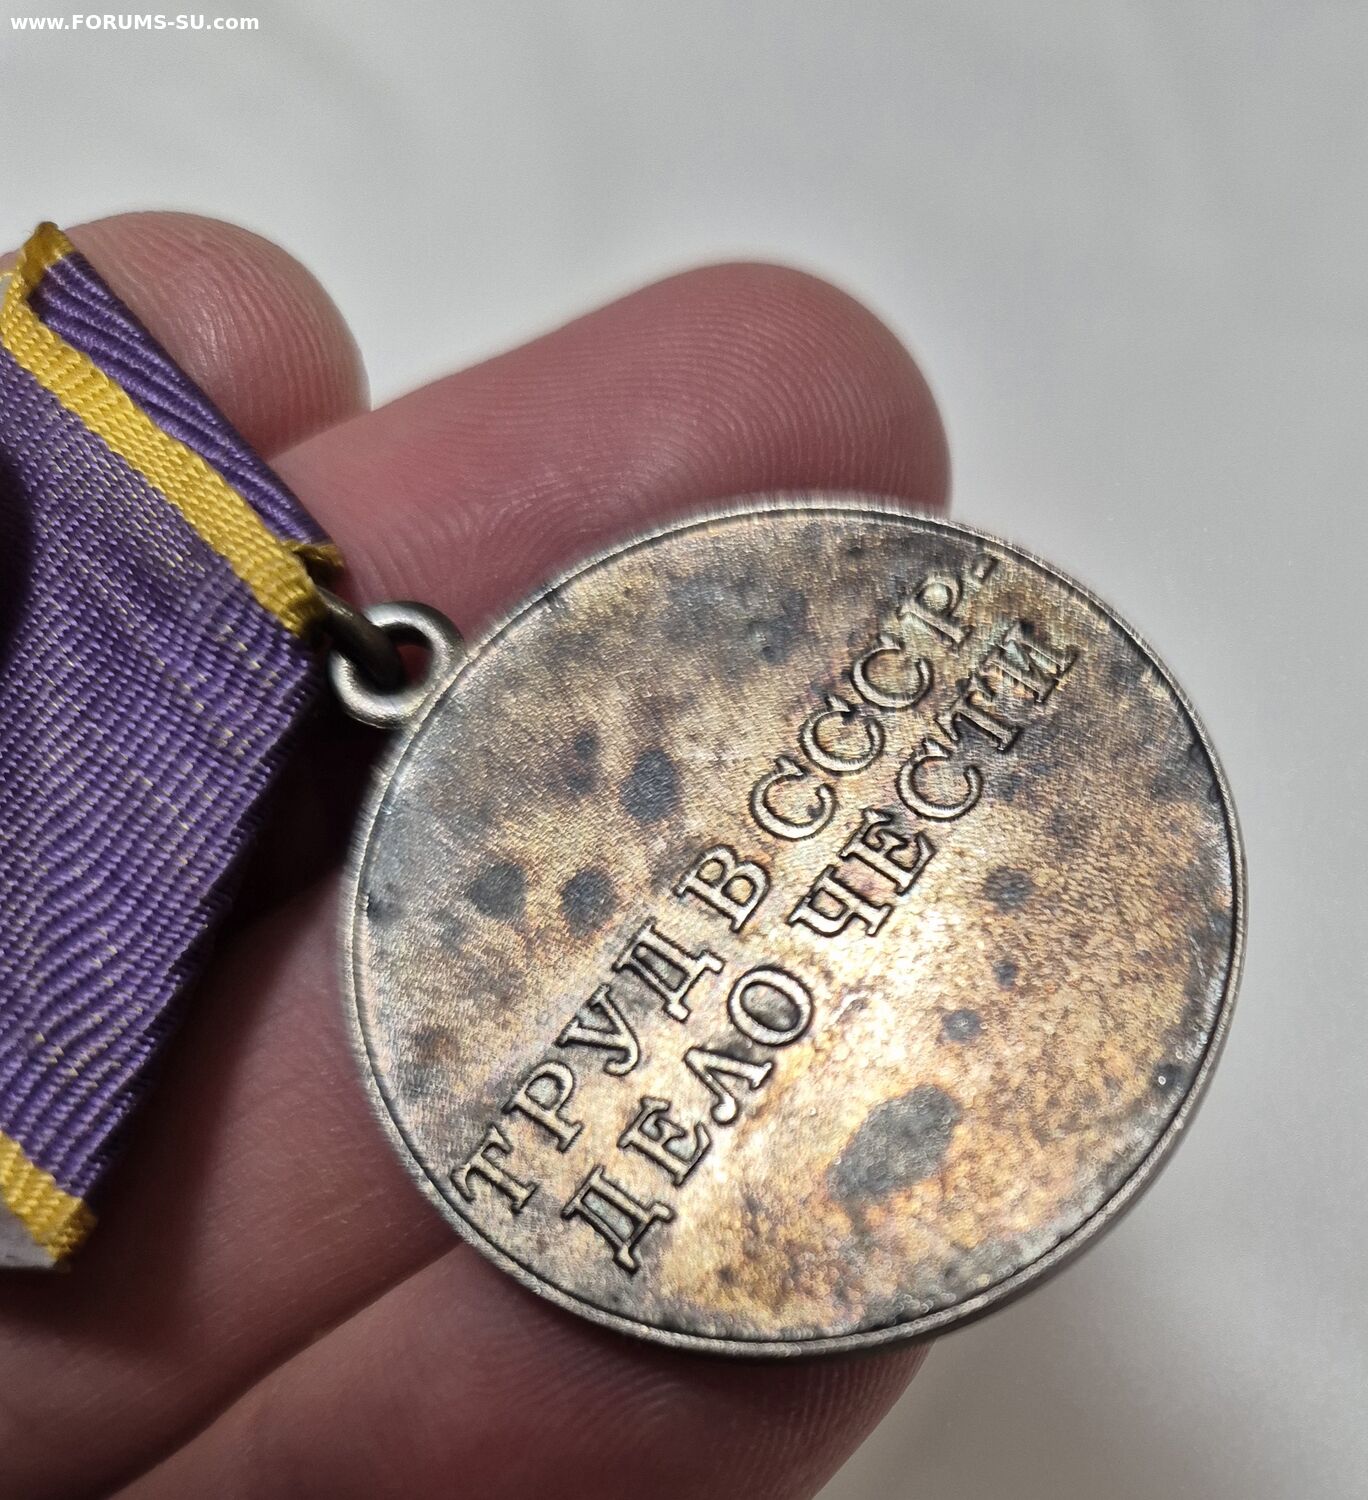 www.FORUMS-SU.com
ТРУД В СССР-
ДЕЛО ЧЕСТИ